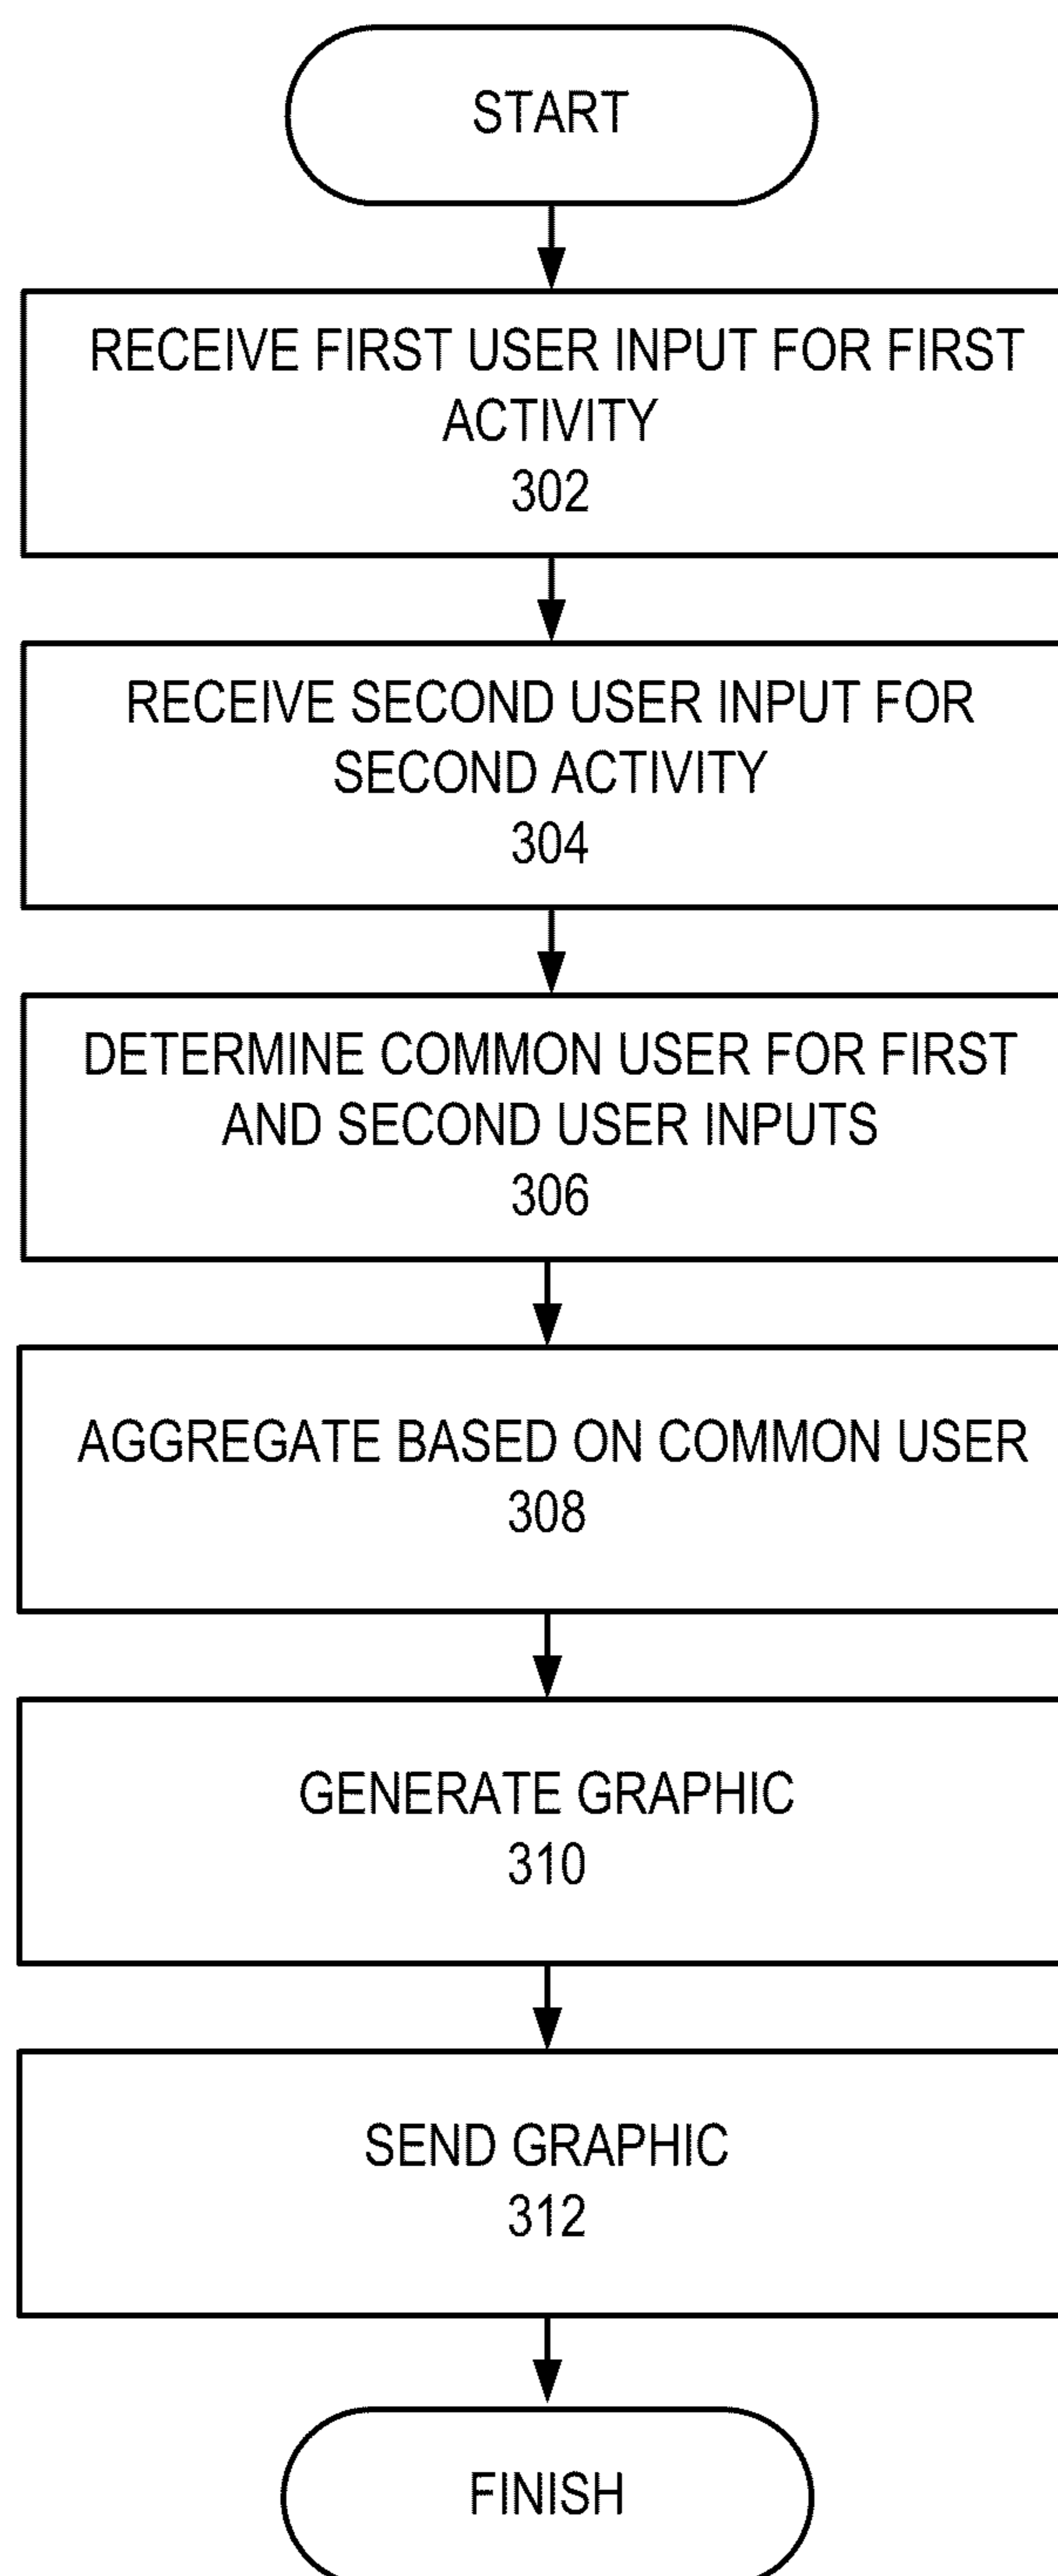 START
RECEIVE FIRST USER INPUT FOR FIRST
ACTIVITY
302
RECEIVE SECOND USER INPUT FOR
SECOND ACTIVITY
304
DETERMINE COMMON USER FOR FIRST
AND SECOND USER INPUTS
306
AGGREGATE BASED ON COMMON USER
308
GENERATE GRAPHIC
310
SEND GRAPHIC
312
FINISH